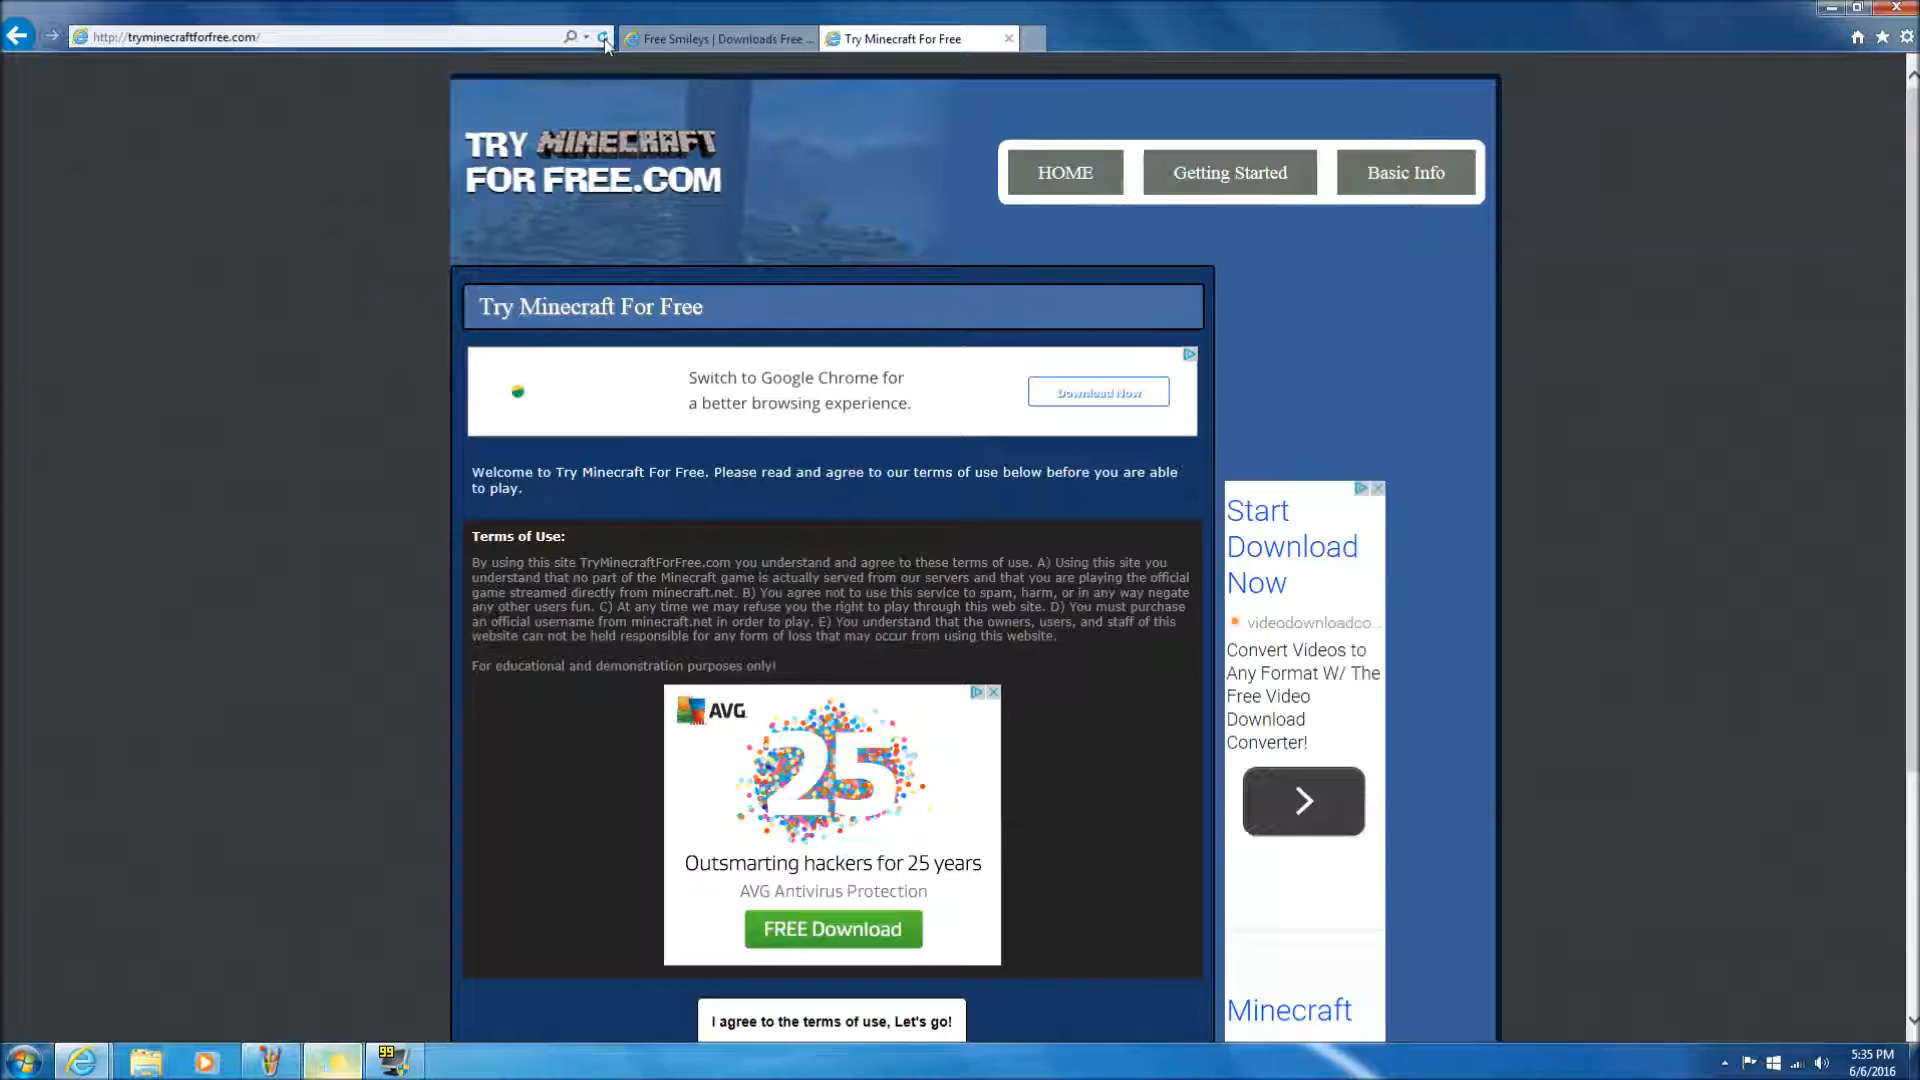 http://tryminecraftforfree.com/
Free Smileys | Downloads Free ...
Try Minecraft For Free
TRY MINECRAFT
FOR FREE.COM
HOME
Getting Started
Basic Info
Try Minecraft For Free
Switch to Google Chrome for
a better browsing experience.
Download Now
Welcome to Try Minecraft For Free. Please read and agree to our terms of use below before you are able
to play.
Terms of Use:
By using this site TryMinecraftForFree.com you understand and agree to these terms of use. A) Using this site you
understand that no part of the Minecraft game is actually served from our servers and that you are playing the official
game streamed directly from minecraft.net. B) You agree not to use this service to spam, harm, or in any way negate
any other users fun. C) At any time we may refuse you the right to play through this web site. D) You must purchase
an official username from minecraft.net in order to play. E) You understand that the owners, users, and staff of this
website can not be held responsible for any form of loss that may occur from using this website.
For educational and demonstration purposes only!
AVG
25
Outsmarting hackers for 25 years
AVG Antivirus Protection
FREE Download
I agree to the terms of use, Let's go!
Start
Download
Now
videodownloadco...
Convert Videos to
Any Format W/ The
Free Video
Download
Converter!
Minecraft
99
5:35 PM
6/6/2016